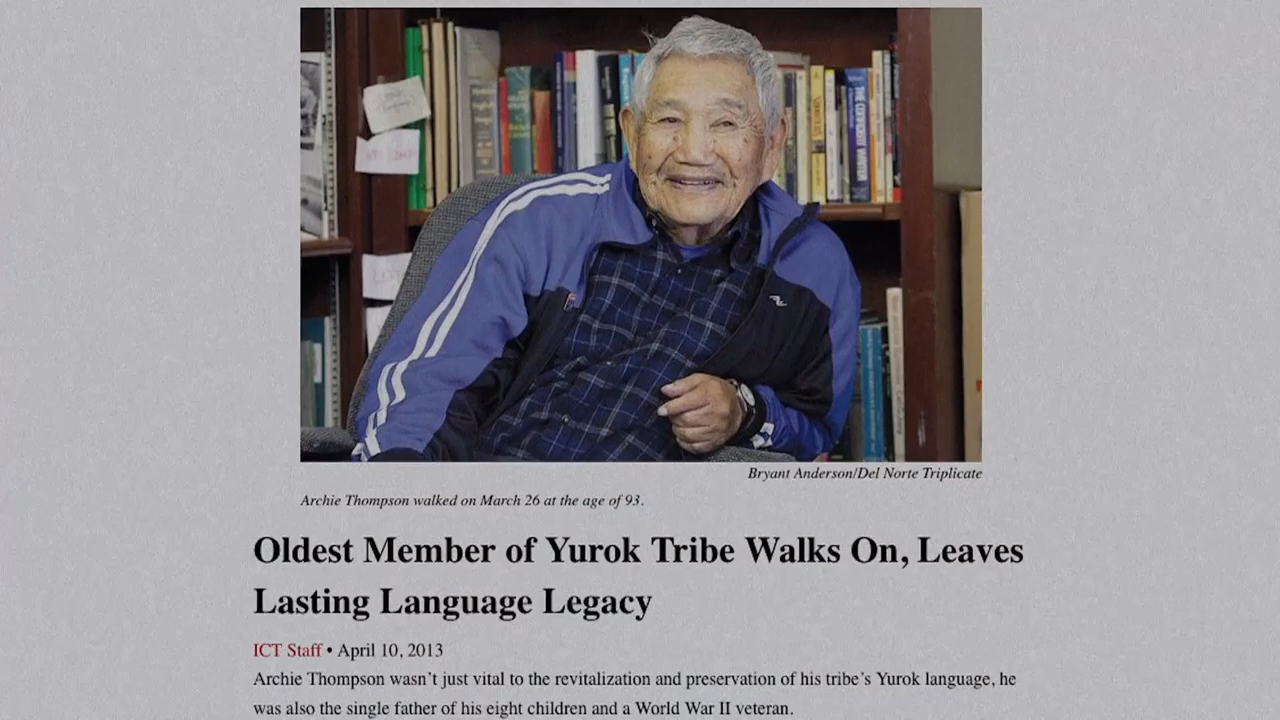 THE CONFIDENT WRITER
Bryant Anderson/Del Norte Triplicate
Archie Thompson walked on March 26 at the age of 93.
Oldest Member of Yurok Tribe Walks On, Leaves
Lasting Language Legacy
ICT Staff • April 10, 2013
Archie Thompson wasn't just vital to the revitalization and preservation of his tribe's Yurok language, he
was also the single father of his eight children and a World War II veteran.